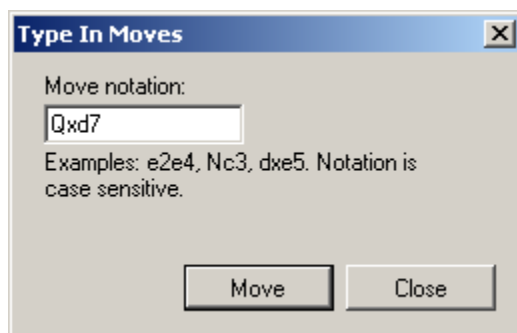 Type In Moves
Move notation:
Qxd7
Examples: e2e4, Nc3, dxe5. Notation is
case sensitive.
Move
Close